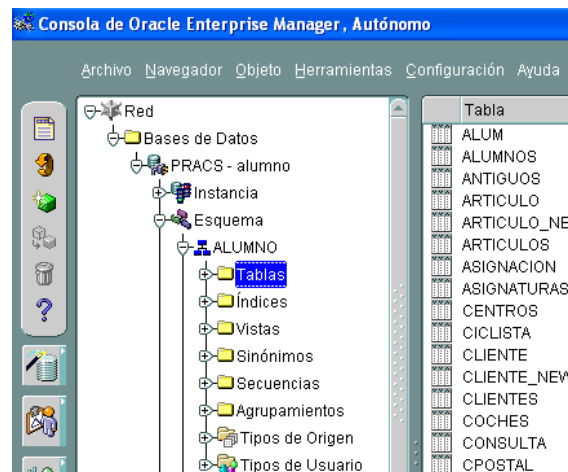 Consola de Oracle Enterprise Manager, Autónomo
Archivo Navegador Objeto Herramientas Configuración Ayuda
Red
Bases de Datos
PRACS - alumno
Instancia
Esquema
ALUMNO
Tablas
Índices
Vistas
Sinónimos
Secuencias
Agrupamientos
Tipos de Origen
Tipos de Usuario
Tabla
ALUM
ALUMNOS
ANTIGUOS
ARTICULO
ARTICULO_NE
ARTICULOS
ASIGNACION
ASIGNATURAS
CENTROS
CICLISTA
CLIENTE
CLIENTE_NEW
CLIENTES
COCHES
CONSULTA
CPOSTAL